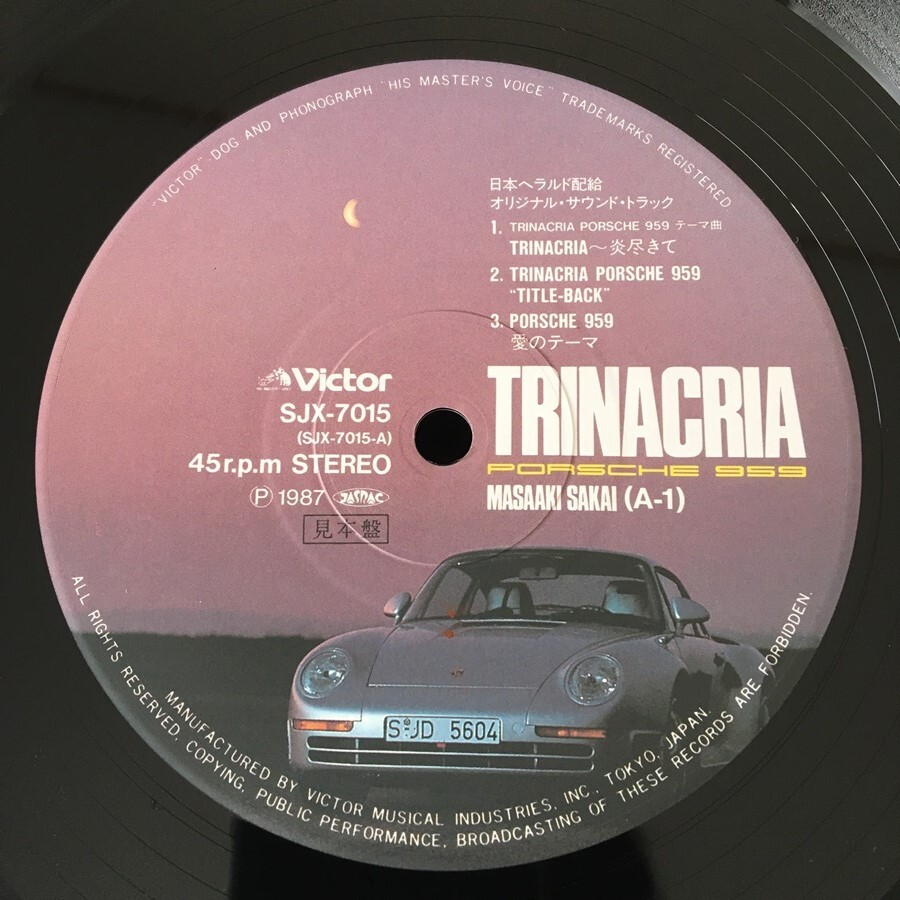 "VICTOR" DOG AND PHONOGRAPH "HIS MASTER'S VOICE" TRADEMARKS REGISTERED
日本ヘラルド配給
オリジナル・サウンド・トラック
1. TRINACRIA PORSCHE 959 テーマ曲
TRINACRIA〜炎尽きて
2. TRINACRIA PORSCHE 959
"TITLE-BACK"
3. PORSCHE 959
愛のテーマ
Victor
SJX-7015
(SJX-7015-A)
45r.p.m STEREO
Ⓟ 1987 JASRAC
見本盤
TRINACRIA
PORSCHE 959
MASAAKI SAKAI (A-1)
S JD 5604
MANUFACTURED BY VICTOR MUSICAL INDUSTRIES, INC., TOKYO, JAPAN.
ALL RIGHTS RESERVED. COPYING, PUBLIC PERFORMANCE, BROADCASTING OF THESE RECORDS ARE FORBIDDEN.